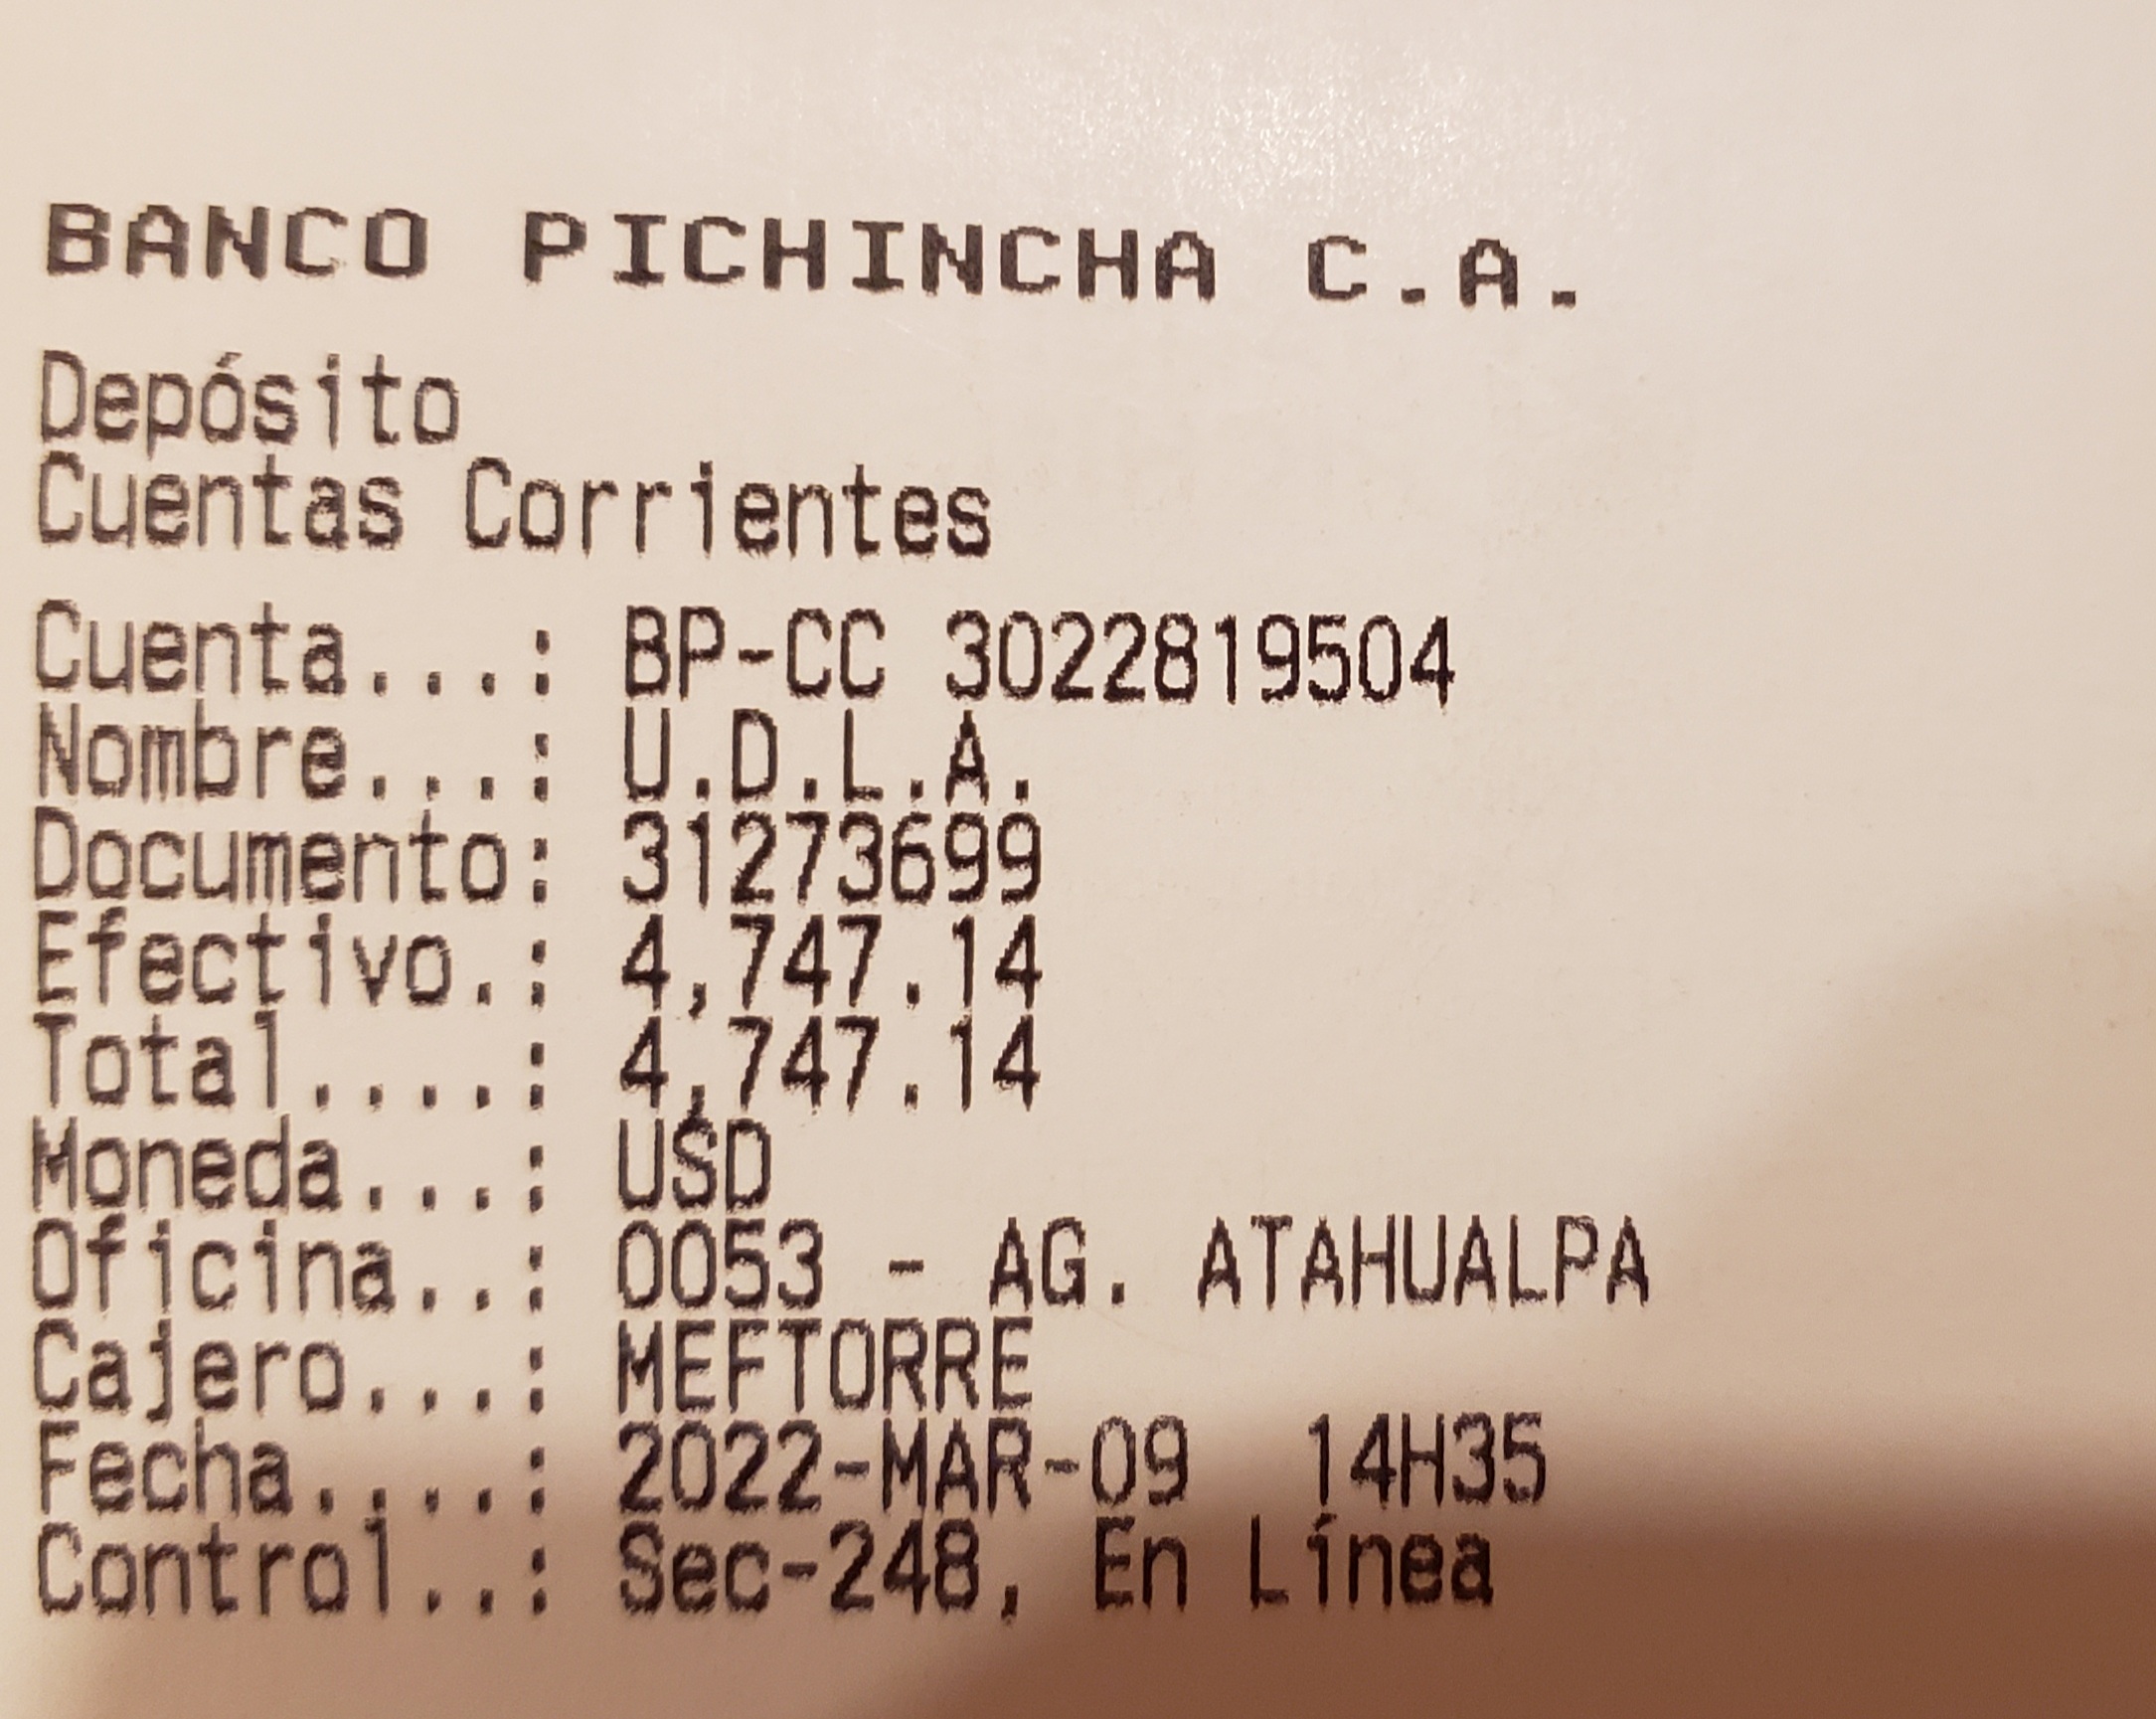 BANCO PICHINCHA C.A.
Depósito
Cuentas Corrientes
Cuenta...: BP-CC 3022819504
Nombre...: U.D.L.A.
Documento: 31273699
Efectivo.: 4,747.14
Total....: 4,747.14
Moneda...: USD
Oficina..: 0053 - AG. ATAHUALPA
Cajero...: MEFTORRE
Fecha....: 2022-MAR-09  14H35
Control..: Sec-248, En Línea